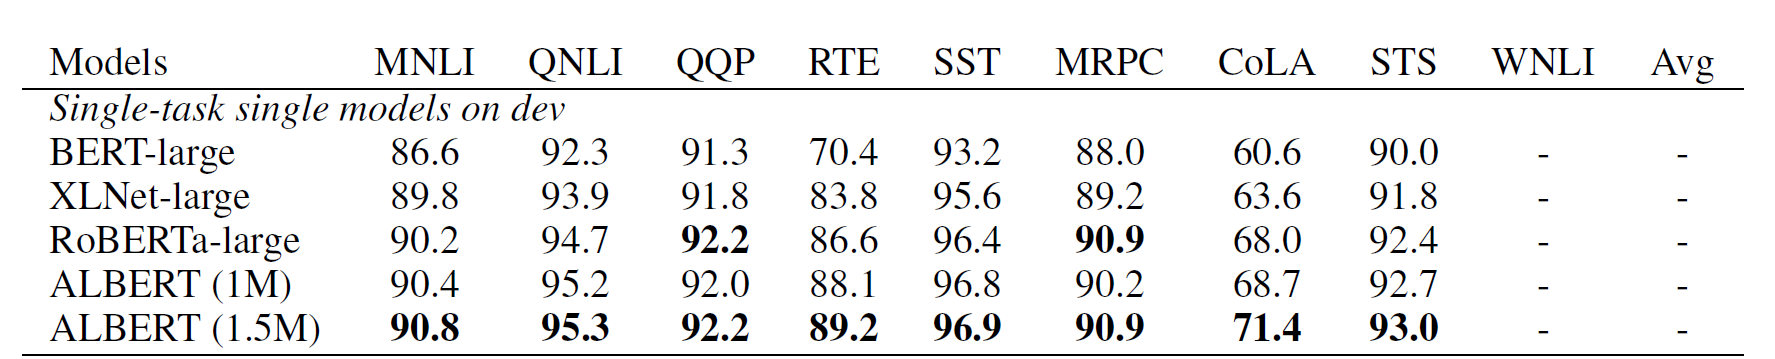 Models MNLI QNLI QQP RTE SST MRPC CoLA STS WNLI Avg
Single-task single models on dev
BERT-large 86.6 92.3 91.3 70.4 93.2 88.0 60.6 90.0 - -
XLNet-large 89.8 93.9 91.8 83.8 95.6 89.2 63.6 91.8 - -
RoBERTa-large 90.2 94.7 92.2 86.6 96.4 90.9 68.0 92.4 - -
ALBERT (1M) 90.4 95.2 92.0 88.1 96.8 90.2 68.7 92.7 - -
ALBERT (1.5M) 90.8 95.3 92.2 89.2 96.9 90.9 71.4 93.0 - -